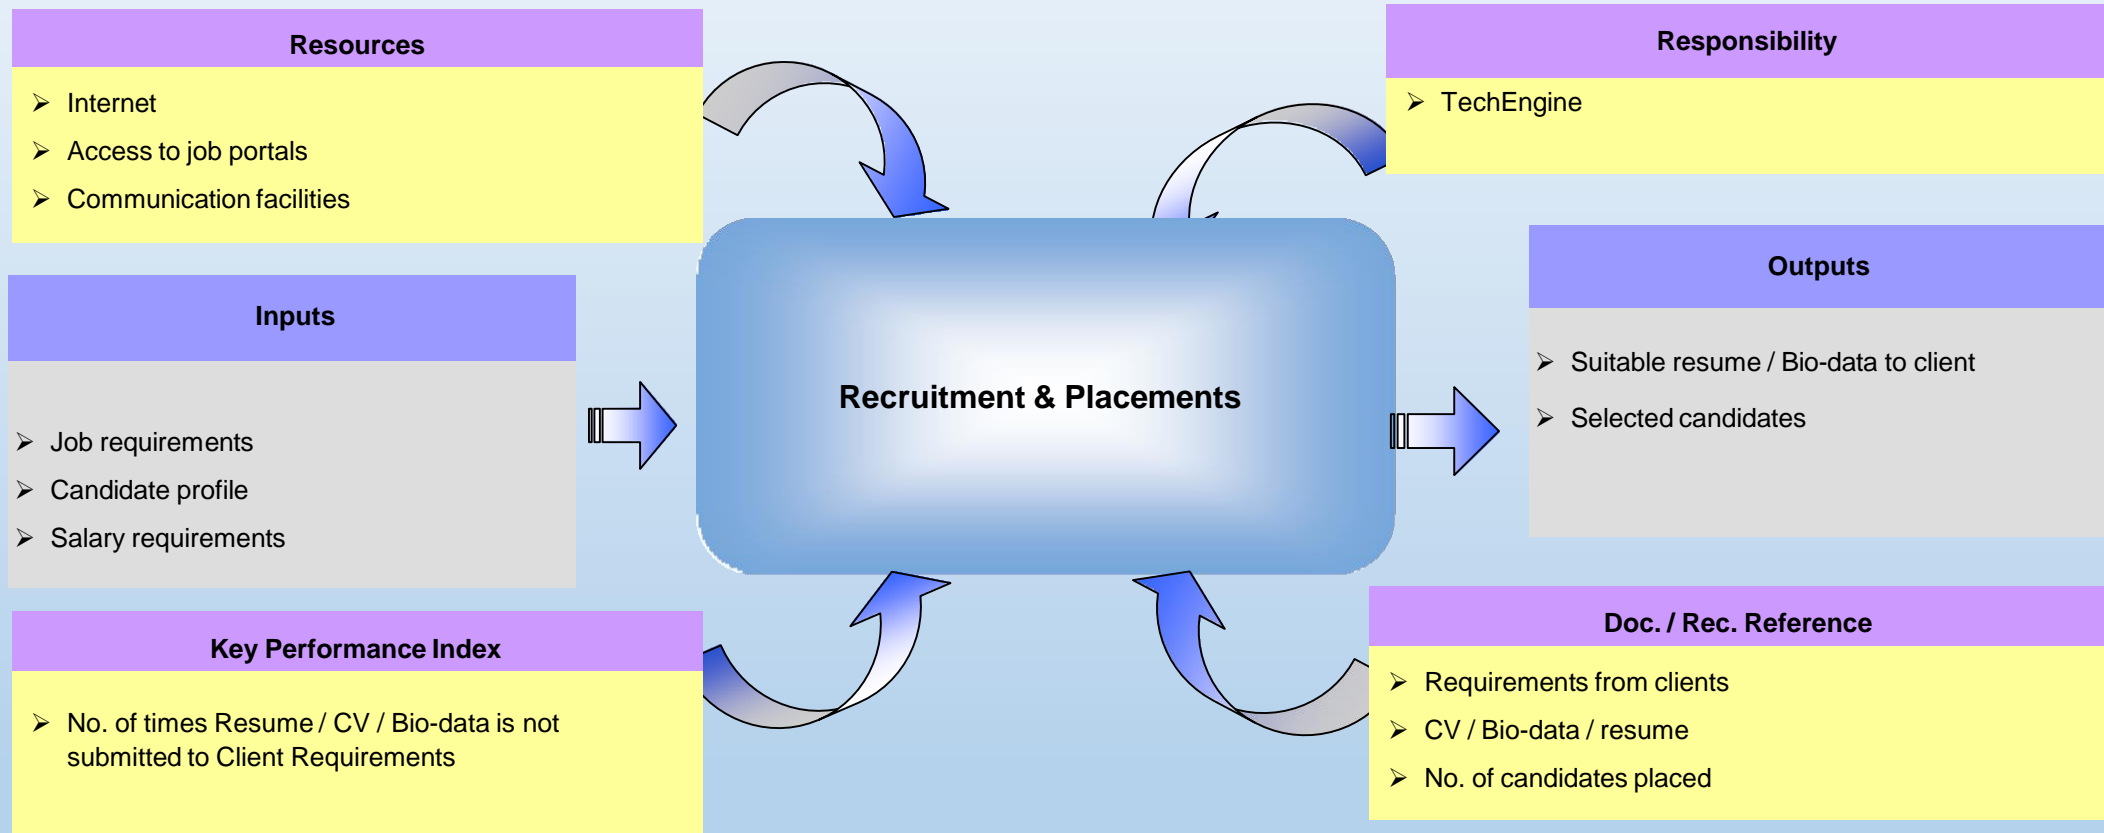 Resources
➢ Internet
➢ Access to job portals
➢ Communication facilities
Responsibility
➢ TechEngine
Inputs
➢ Job requirements
➢ Candidate profile
➢ Salary requirements
Recruitment & Placements
Outputs
➢ Suitable resume / Bio-data to client
➢ Selected candidates
Key Performance Index
➢ No. of times Resume / CV / Bio-data is not
submitted to Client Requirements
Doc. / Rec. Reference
➢ Requirements from clients
➢ CV / Bio-data / resume
➢ No. of candidates placed